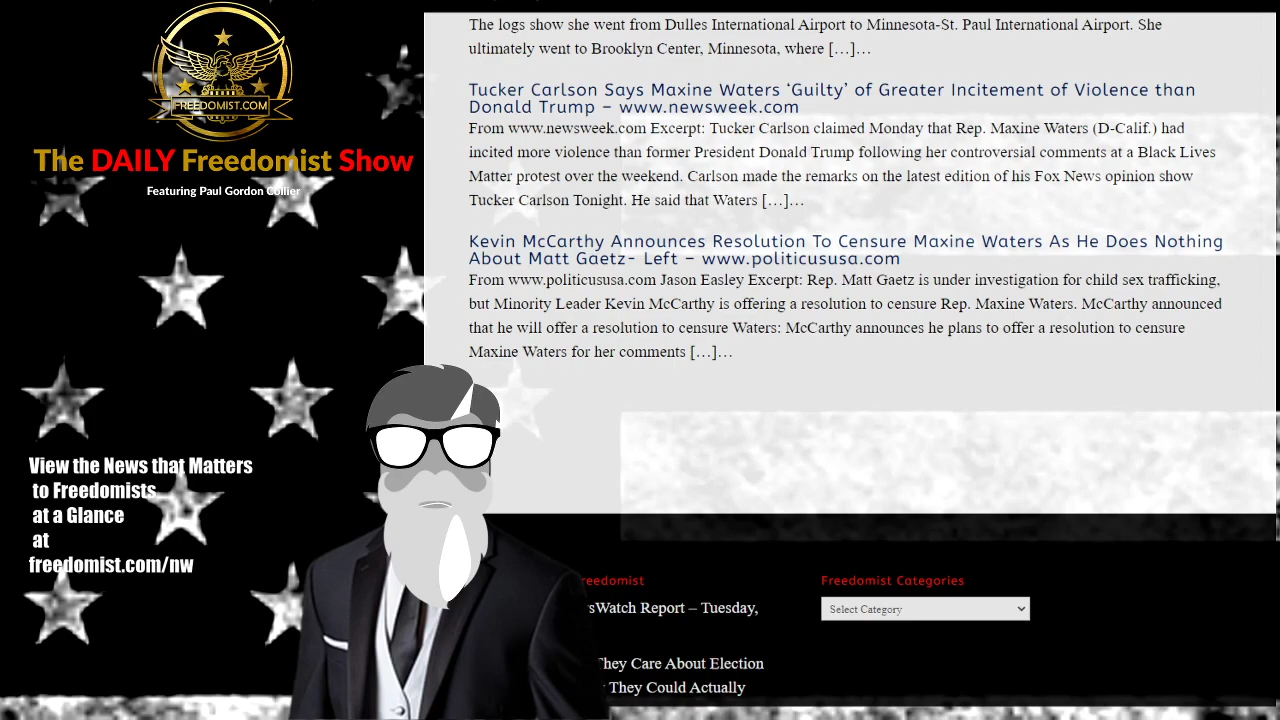 FREEDOMIST.COM
The DAILY Freedomist Show
Featuring Paul Gordon Collier
The logs show she went from Dulles International Airport to Minnesota-St. Paul International Airport. She
ultimately went to Brooklyn Center, Minnesota, where […]…
Tucker Carlson Says Maxine Waters ‘Guilty’ of Greater Incitement of Violence than
Donald Trump – www.newsweek.com
From www.newsweek.com Excerpt: Tucker Carlson claimed Monday that Rep. Maxine Waters (D-Calif.) had
incited more violence than former President Donald Trump following her controversial comments at a Black Lives
Matter protest over the weekend. Carlson made the remarks on the latest edition of his Fox News opinion show
Tucker Carlson Tonight. He said that Waters […]…
Kevin McCarthy Announces Resolution To Censure Maxine Waters As He Does Nothing
About Matt Gaetz- Left – www.politicususa.com
From www.politicususa.com Jason Easley Excerpt: Rep. Matt Gaetz is under investigation for child sex trafficking,
but Minority Leader Kevin McCarthy is offering a resolution to censure Rep. Maxine Waters. McCarthy announced
that he will offer a resolution to censure Waters: McCarthy announces he plans to offer a resolution to censure
Maxine Waters for her comments […]…
View the News that Matters
to Freedomists
at a Glance
at
freedomist.com/nw
reedomist
sWatch Report – Tuesday,
They Care About Election
They Could Actually
Freedomist Categories
Select Category